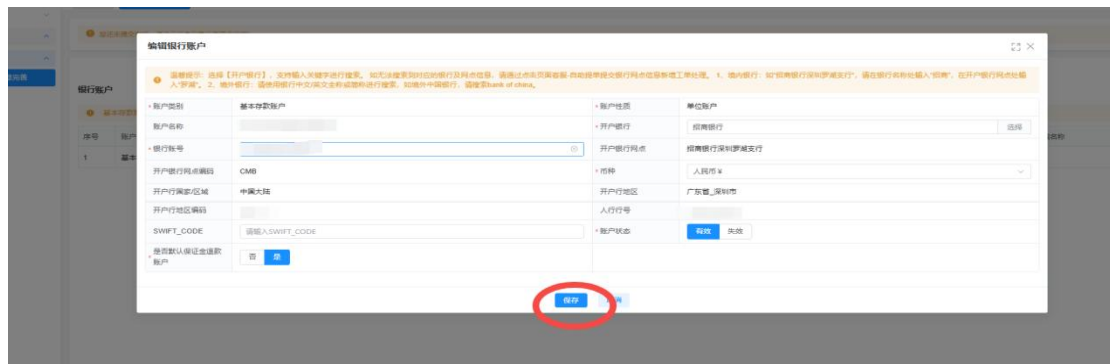 编辑银行账户
温馨提示：选择【开户银行】，支持输入关键字进行搜索。如无法搜索到对应的银行及网点信息，请通过点击页面客服-自助提单提交银行网点信息新增工单处理。1、境内银行：如“招商银行深圳罗湖支行”，请在银行名称处输入“招商”，在开户银行网点处输
入“罗湖”。2、境外银行：请使用银行中文/英文全称或简称进行搜索，如境外中国银行，请搜索bank of china。
银行账户
* 账户类别 基本存款账户 * 账户性质 单位账户
账户名称 * 开户银行 招商银行 选择
序号
* 银行账号 开户银行网点 招商银行深圳罗湖支行
1 基本
开户银行网点编码 CMB * 币种 人民币 ¥
开户行国家/区域 中国大陆 开户行地区 广东省_深圳市
开户行地区编码 人行行号
SWIFT_CODE 请输入SWIFT_CODE * 账户状态 有效 失效
* 是否默认保证金退款
账户 否 是
保存